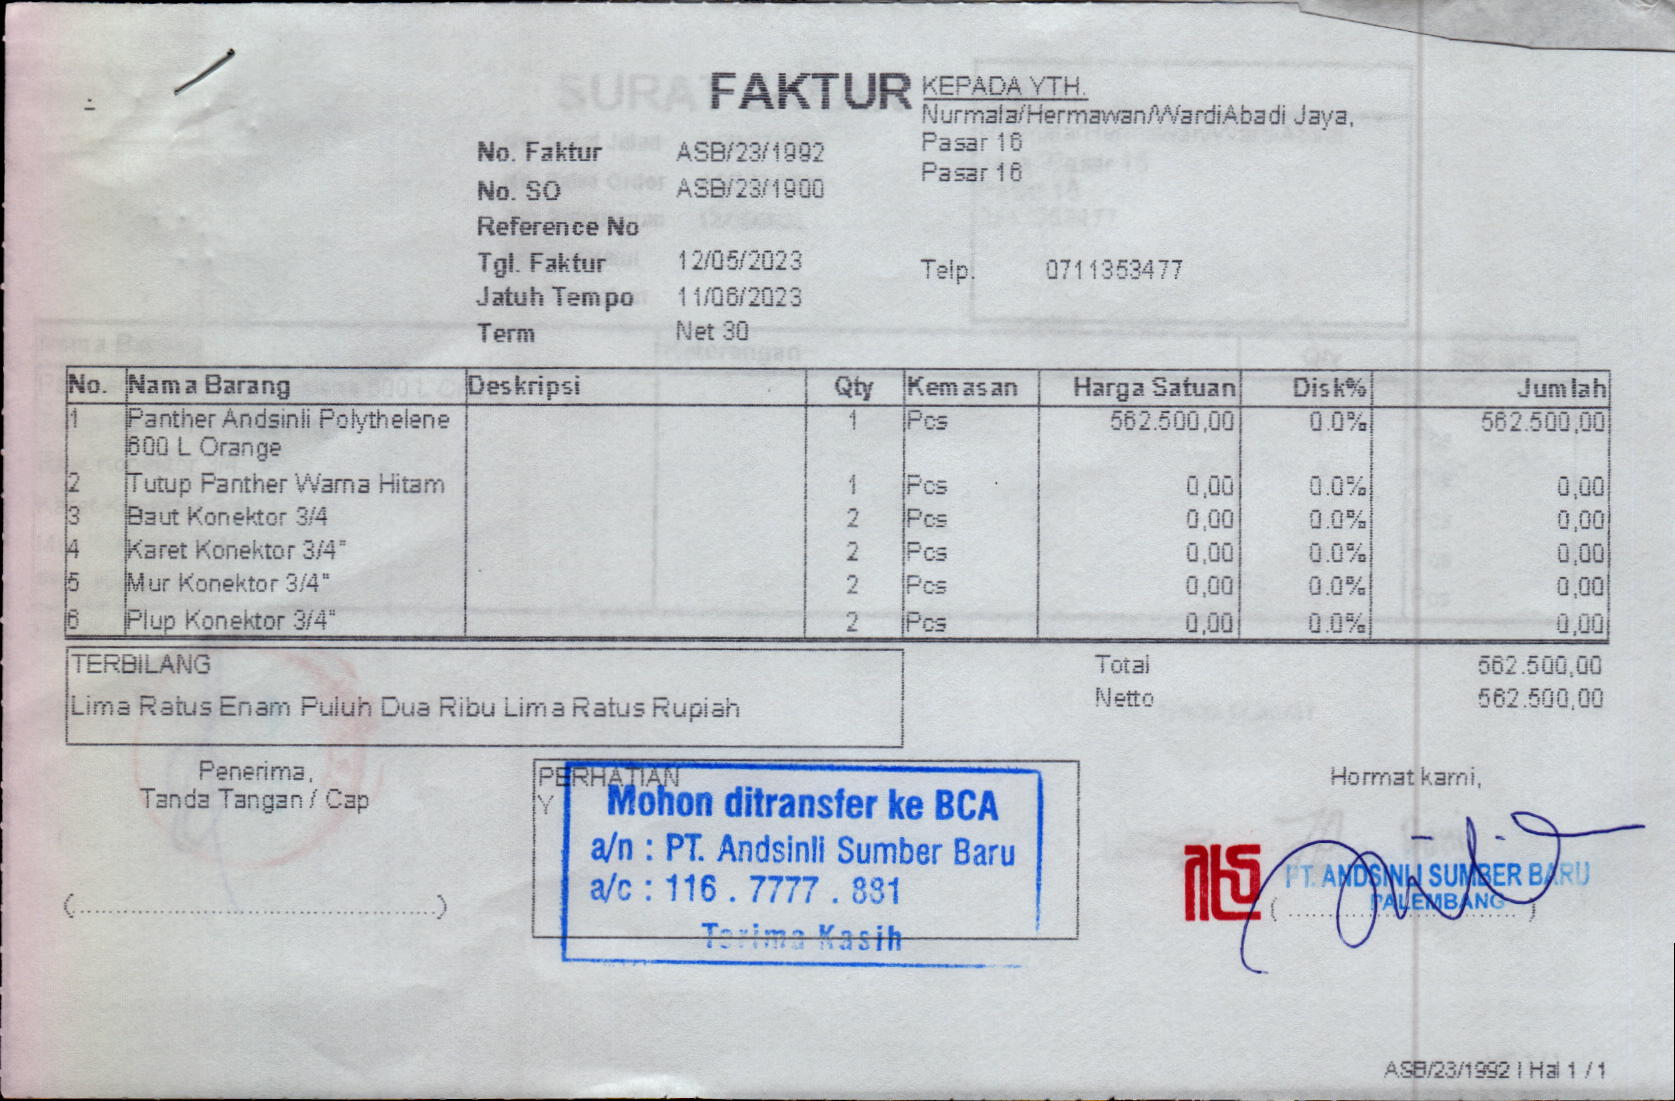 FAKTUR
KEPADA YTH.
Nurmala/Hermawan/WardiAbadi Jaya,
Pasar 16
Pasar 16
No. Faktur ASB/23/1992
No. SO ASB/23/1900
Reference No
Tgl. Faktur 12/05/2023
Telp. 0711353477
Jatuh Tempo 11/06/2023
Term Net 30
No. Nama Barang Deskripsi Qty Kemasan Harga Satuan Disk% Jumlah
1 Panther Andsinli Polythelene 1 Pcs 562.500,00 0.0% 562.500,00
600 L Orange
2 Tutup Panther Warna Hitam 1 Pcs 0,00 0.0% 0,00
3 Baut Konektor 3/4 2 Pcs 0,00 0.0% 0,00
4 Karet Konektor 3/4" 2 Pcs 0,00 0.0% 0,00
5 Mur Konektor 3/4" 2 Pcs 0,00 0.0% 0,00
6 Plup Konektor 3/4" 2 Pcs 0,00 0.0% 0,00
TERBILANG
Lima Ratus Enam Puluh Dua Ribu Lima Ratus Rupiah
Total 562.500,00
Netto 562.500,00
Penerima,
Tanda Tangan / Cap
(..........................................)
PERHATIAN
Y
Mohon ditransfer ke BCA
a/n : PT. Andsinli Sumber Baru
a/c : 116 . 7777 . 881
Terima Kasih
Hormat kami,
PT. ANDSINLI SUMBER BARU
PALEMBANG
ASB/23/1992 | Hal 1 / 1